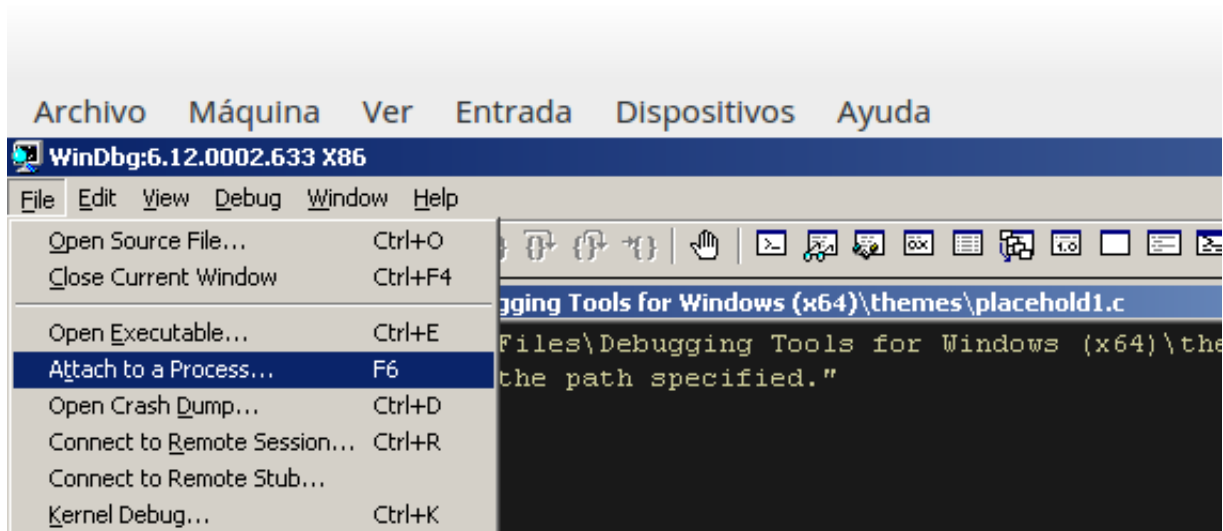 Archivo Máquina Ver Entrada Dispositivos Ayuda
WinDbg:6.12.0002.633 X86
File Edit View Debug Window Help
Open Source File... Ctrl+O
Close Current Window Ctrl+F4
gging Tools for Windows (x64)\themes\placehold1.c
Open Executable... Ctrl+E
Files\Debugging Tools for Windows (x64)\the
Attach to a Process... F6
the path specified."
Open Crash Dump... Ctrl+D
Connect to Remote Session... Ctrl+R
Connect to Remote Stub...
Kernel Debug... Ctrl+K